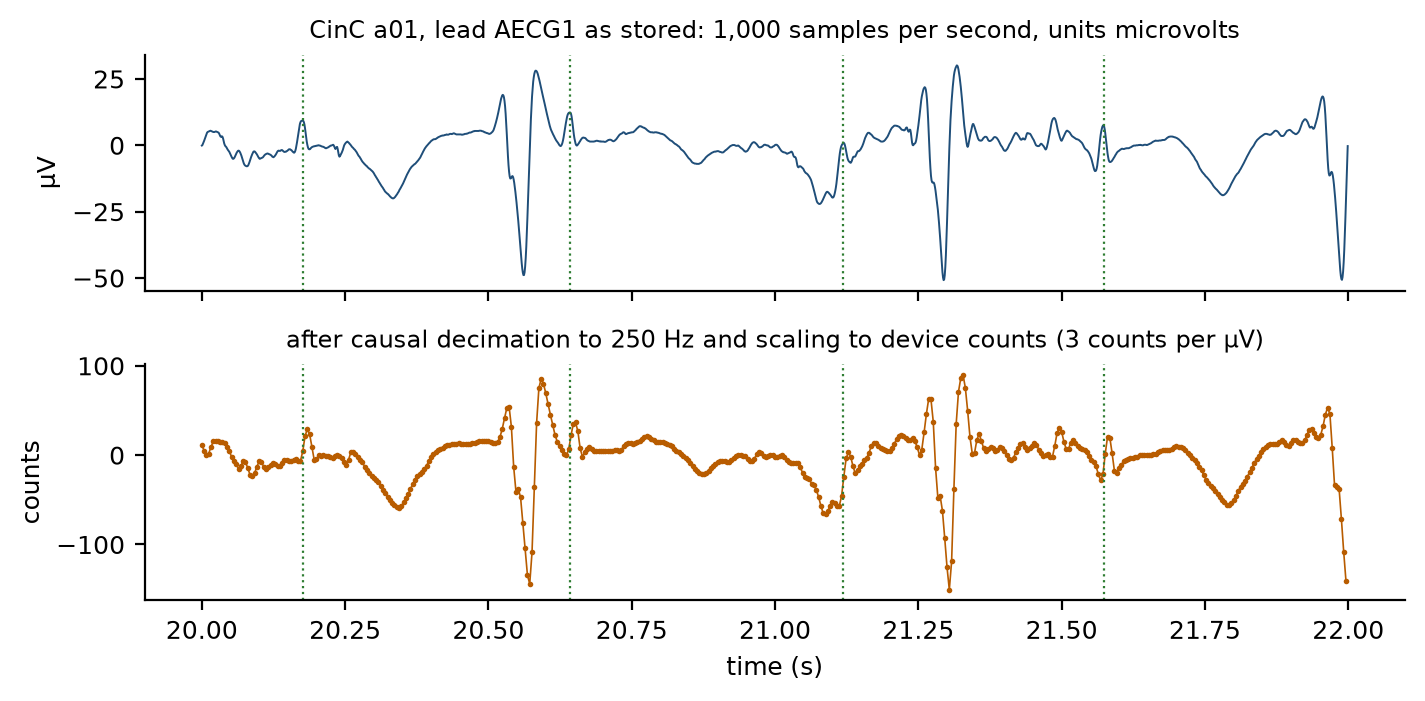 CinC a01, lead AECG1 as stored: 1,000 samples per second, units microvolts
25
0
−25
−50
µV
after causal decimation to 250 Hz and scaling to device counts (3 counts per µV)
100
0
−100
counts
20.00 20.25 20.50 20.75 21.00 21.25 21.50 21.75 22.00
time (s)